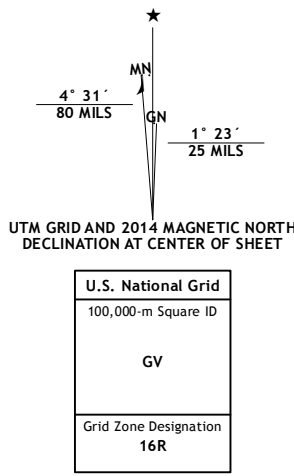 ★
MN
4° 31´
80 MILS
GN
1° 23´
25 MILS
UTM GRID AND 2014 MAGNETIC NORTH
DECLINATION AT CENTER OF SHEET
U.S. National Grid
100,000-m Square ID
GV
Grid Zone Designation
16R